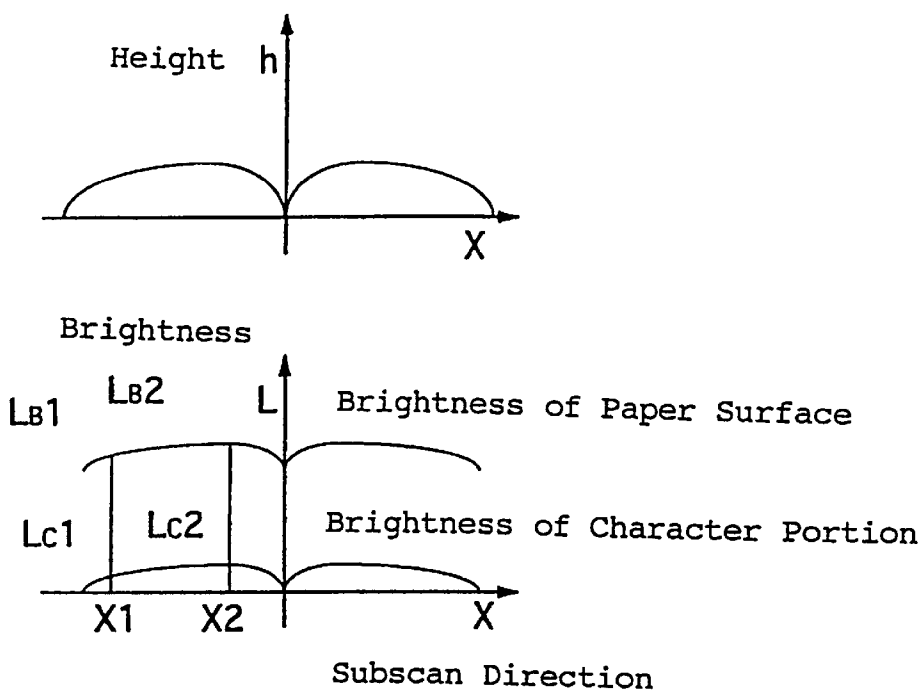 Height h
X
Brightness
LB1 LB2 L Brightness of Paper Surface
Lc1 Lc2 Brightness of Character Portion
X1 X2 X
Subscan Direction